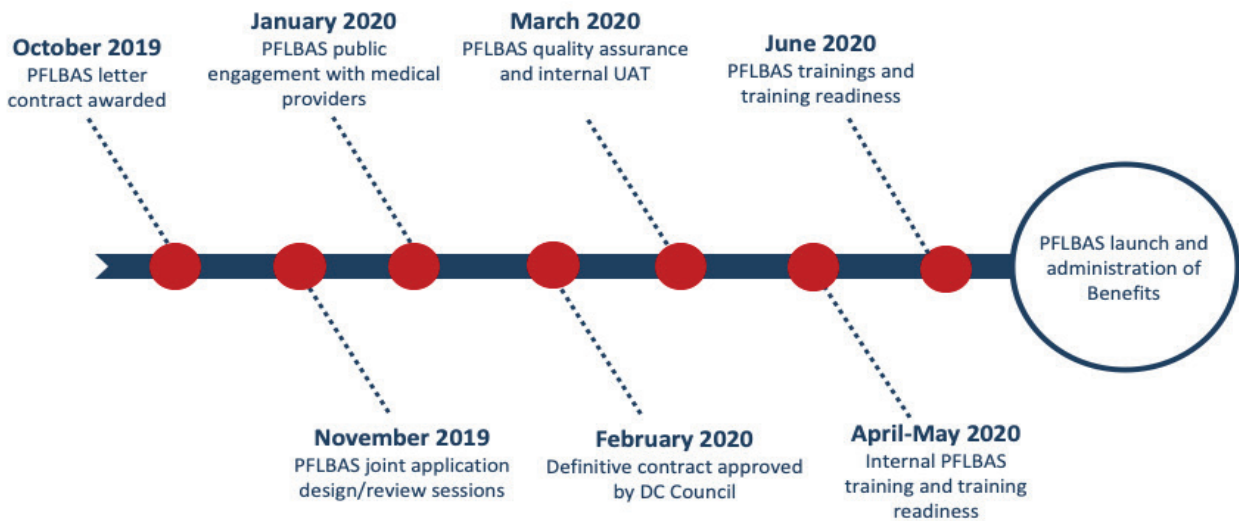 October 2019
PFLBAS letter
contract awarded
January 2020
PFLBAS public
engagement with medical
providers
March 2020
PFLBAS quality assurance
and internal UAT
June 2020
PFLBAS trainings and
training readiness
PFLBAS launch and
administration of
Benefits
November 2019
PFLBAS joint application
design/review sessions
February 2020
Definitive contract approved
by DC Council
April-May 2020
Internal PFLBAS
training and training
readiness